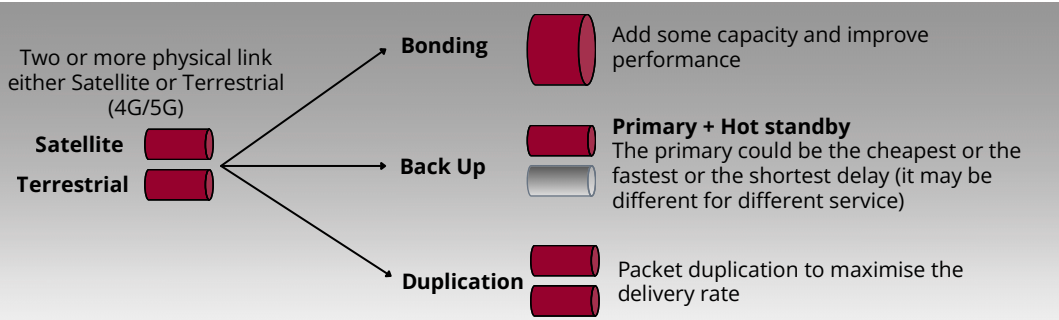 Two or more physical link
either Satellite or Terrestrial
(4G/5G)
Satellite
Terrestrial
Bonding
Add some capacity and improve
performance
Back Up
Primary + Hot standby
The primary could be the cheapest or the
fastest or the shortest delay (it may be
different for different service)
Duplication
Packet duplication to maximise the
delivery rate